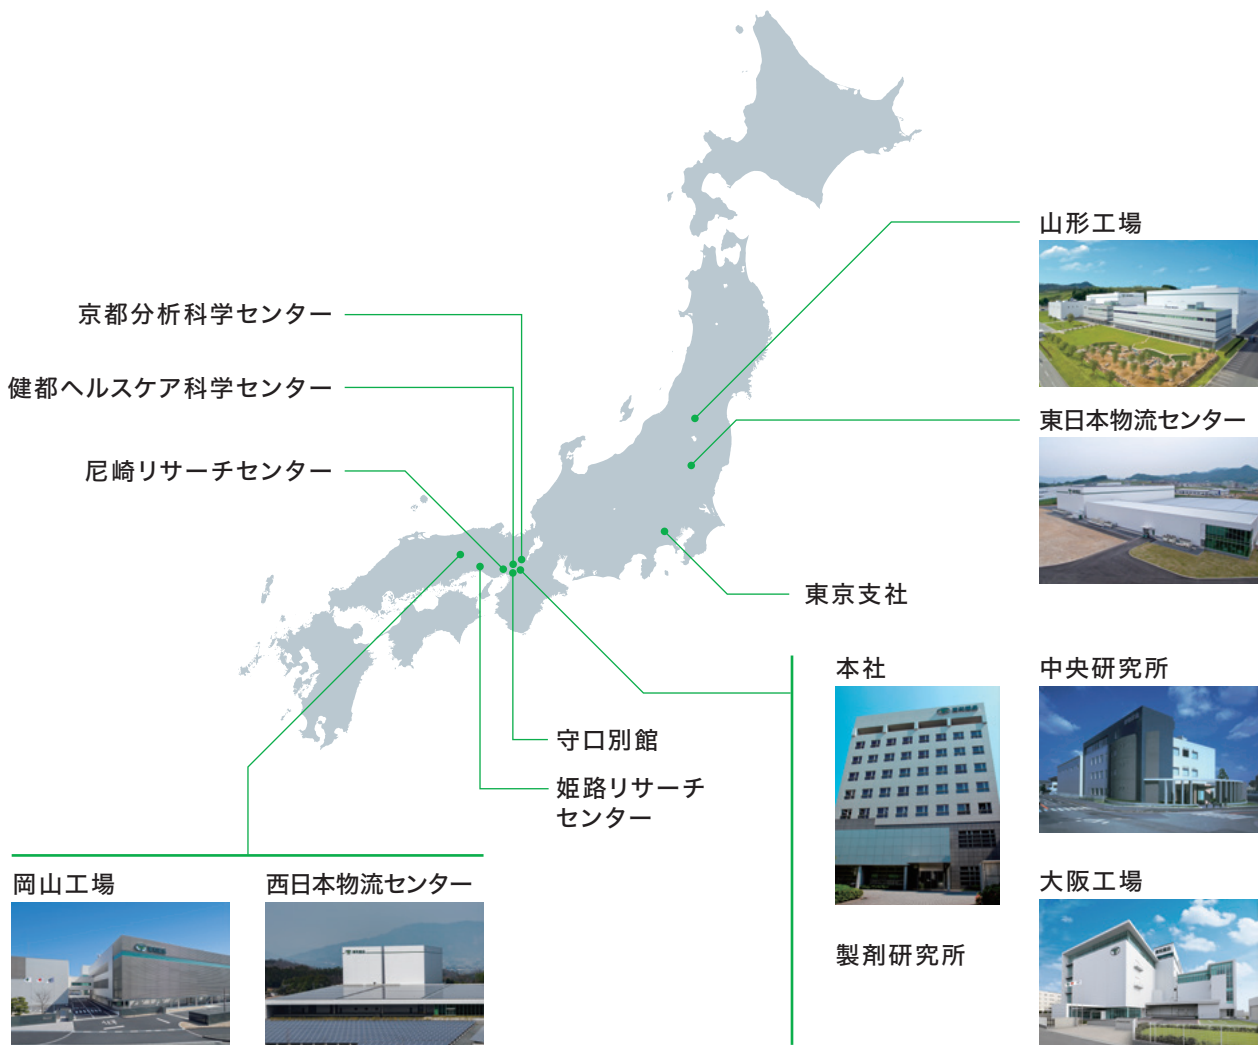 山形工場
京都分析科学センター
健都ヘルスケア科学センター
東日本物流センター
尼崎リサーチセンター
東京支社
本社
中央研究所
守口別館
姫路リサーチ
センター
岡山工場
西日本物流センター
大阪工場
製剤研究所